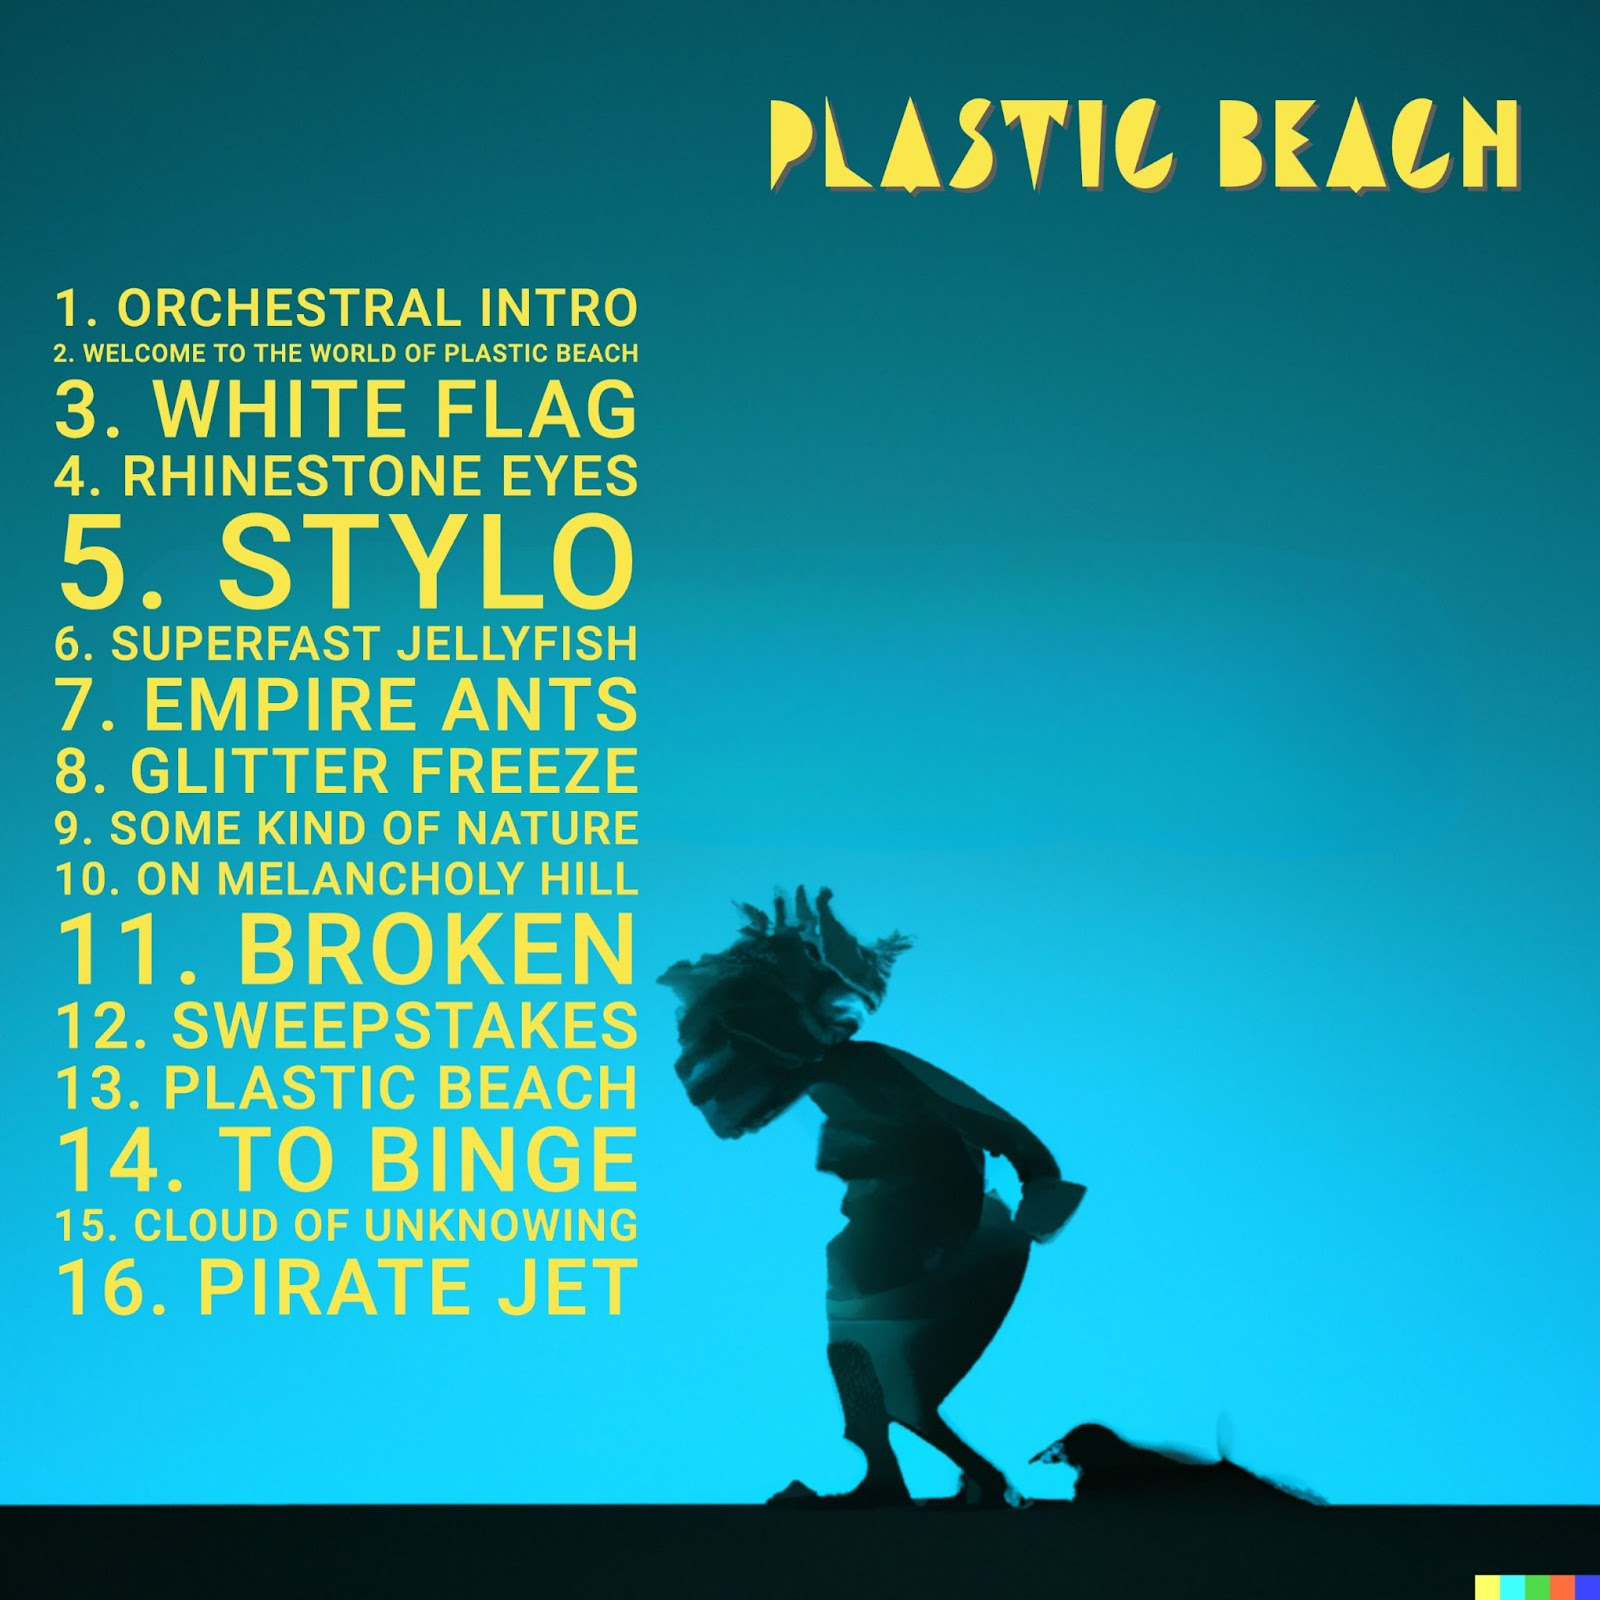 PLASTIC BEACH
1. ORCHESTRAL INTRO
2. WELCOME TO THE WORLD OF PLASTIC BEACH
3. WHITE FLAG
4. RHINESTONE EYES
5. STYLO
6. SUPERFAST JELLYFISH
7. EMPIRE ANTS
8. GLITTER FREEZE
9. SOME KIND OF NATURE
10. ON MELANCHOLY HILL
11. BROKEN
12. SWEEPSTAKES
13. PLASTIC BEACH
14. TO BINGE
15. CLOUD OF UNKNOWING
16. PIRATE JET